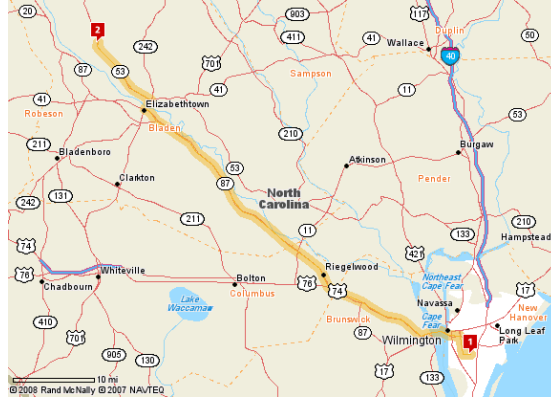 20
2
242
87
53
701
41
903
411
Sampson
41
117
Duplin
Wallace
40
50
11
41
Robeson
211
Bladenboro
131
242
Elizabethtown
Bladen
Clarkton
211
53
87
210
North
Carolina
Atkinson
11
Burgaw
Pender
53
133
210
Hampstead
421
74
76
Chadbourn
Whiteville
410
701
905
130
Lake
Waccamaw
Bolton
Columbus
Riegelwood
76
74
Brunswick
87
17
Northeast
Cape Fear
Navassa
Cape
Fear
Wilmington
133
1
17
New
Hanover
Long Leaf
Park
10 mi
©2008 Rand McNally ©2007 NAVTEQ